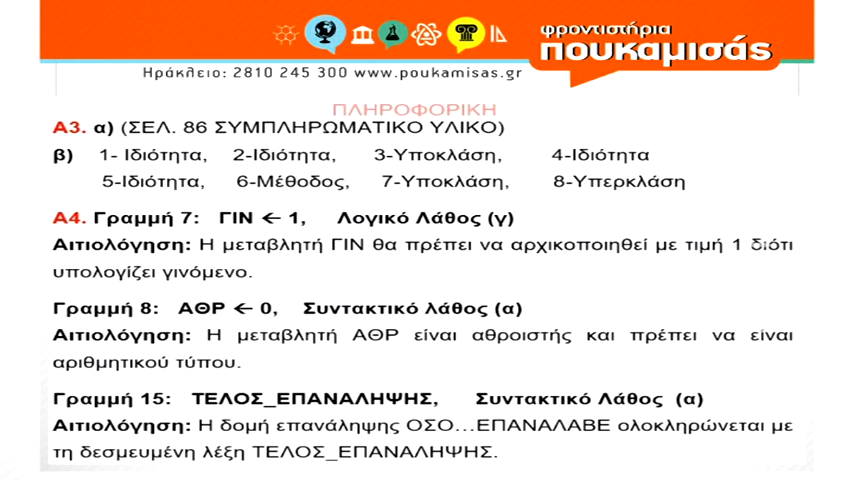 φροντιστήρια
πουκαμισάς
Ηράκλειο: 2810 245 300 www.poukamisas.gr
ΠΛΗΡΟΦΟΡΙΚΗ
Α3. α) (ΣΕΛ. 86 ΣΥΜΠΛΗΡΩΜΑΤΙΚΟ ΥΛΙΚΟ)
β) 1- Ιδιότητα, 2-Ιδιότητα, 3-Υποκλάση, 4-Ιδιότητα
5-Ιδιότητα, 6-Μέθοδος, 7-Υποκλάση, 8-Υπερκλάση
Α4. Γραμμή 7: ΓΙΝ ← 1, Λογικό Λάθος (γ)
Αιτιολόγηση: Η μεταβλητή ΓΙΝ θα πρέπει να αρχικοποιηθεί με τιμή 1 διότι
υπολογίζει γινόμενο.
Γραμμή 8: ΑΘΡ ← 0, Συντακτικό λάθος (α)
Αιτιολόγηση: Η μεταβλητή ΑΘΡ είναι αθροιστής και πρέπει να είναι
αριθμητικού τύπου.
Γραμμή 15: ΤΕΛΟΣ_ΕΠΑΝΑΛΗΨΗΣ, Συντακτικό Λάθος (α)
Αιτιολόγηση: Η δομή επανάληψης ΟΣΟ…ΕΠΑΝΑΛΑΒΕ ολοκληρώνεται με
τη δεσμευμένη λέξη ΤΕΛΟΣ_ΕΠΑΝΑΛΗΨΗΣ.